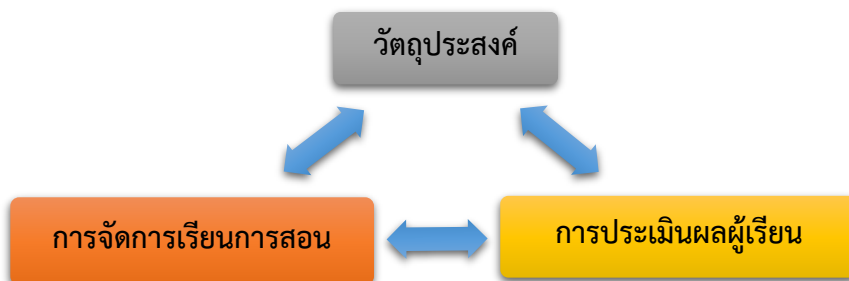 วัตถุประสงค์
การจัดการเรียนการสอน
การประเมินผลผู้เรียน